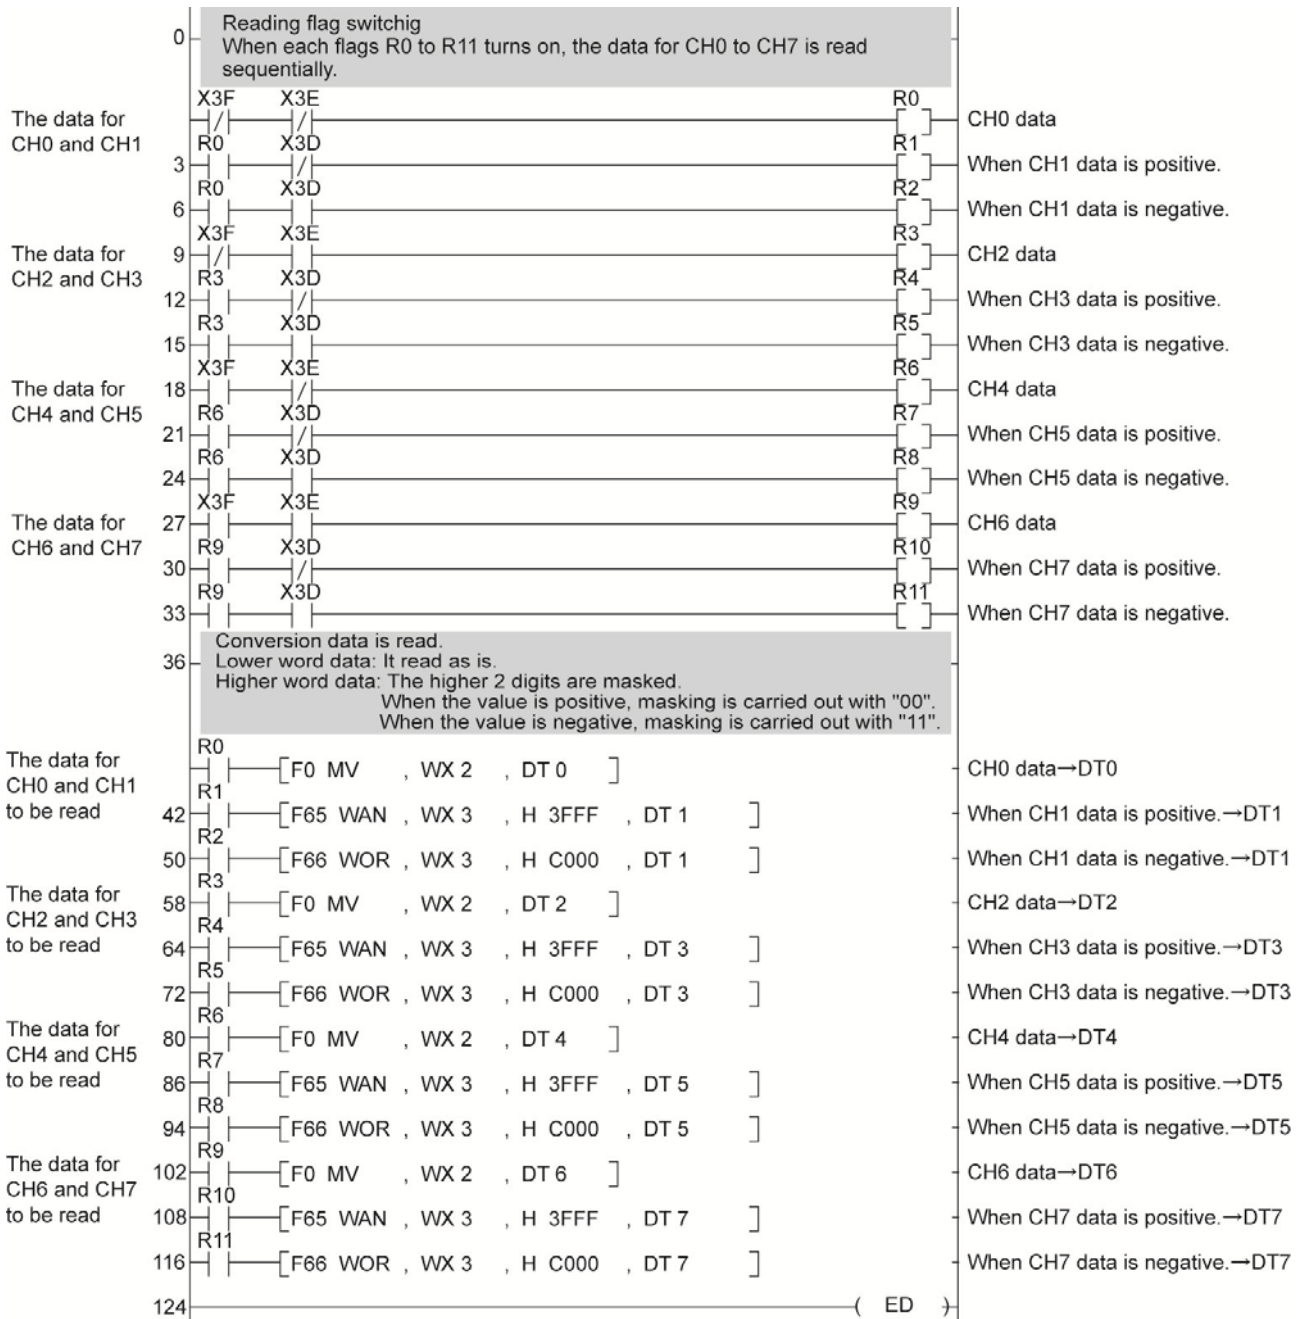 Reading flag switchig
0
When each flags R0 to R11 turns on, the data for CH0 to CH7 is read
sequentially.
X3F X3E R0
The data for CH0 data
CH0 and CH1
R0 X3D R1
3 When CH1 data is positive.
R0 X3D R2
6 When CH1 data is negative.
X3F X3E R3
The data for 9 CH2 data
CH2 and CH3
R3 X3D R4
12 When CH3 data is positive.
R3 X3D R5
15 When CH3 data is negative.
X3F X3E R6
The data for 18 CH4 data
CH4 and CH5
R6 X3D R7
21 When CH5 data is positive.
R6 X3D R8
24 When CH5 data is negative.
X3F X3E R9
The data for 27 CH6 data
CH6 and CH7
R9 X3D R10
30 When CH7 data is positive.
R9 X3D R11
33 When CH7 data is negative.
Conversion data is read.
36 Lower word data: It read as is.
Higher word data: The higher 2 digits are masked.
When the value is positive, masking is carried out with "00".
When the value is negative, masking is carried out with "11".
R0
The data for
CH0 and CH1
to be read
F0 MV , WX 2 , DT 0 CH0 data→DT0
R1
42 F65 WAN , WX 3 , H 3FFF , DT 1 When CH1 data is positive.→DT1
R2
50 F66 WOR , WX 3 , H C000 , DT 1 When CH1 data is negative.→DT1
R3
The data for
CH2 and CH3
to be read
58 F0 MV , WX 2 , DT 2 CH2 data→DT2
R4
64 F65 WAN , WX 3 , H 3FFF , DT 3 When CH3 data is positive.→DT3
R5
72 F66 WOR , WX 3 , H C000 , DT 3 When CH3 data is negative.→DT3
R6
The data for
CH4 and CH5
to be read
80 F0 MV , WX 2 , DT 4 CH4 data→DT4
R7
86 F65 WAN , WX 3 , H 3FFF , DT 5 When CH5 data is positive.→DT5
R8
94 F66 WOR , WX 3 , H C000 , DT 5 When CH5 data is negative.→DT5
R9
The data for
CH6 and CH7
to be read
102 F0 MV , WX 2 , DT 6 CH6 data→DT6
R10
108 F65 WAN , WX 3 , H 3FFF , DT 7 When CH7 data is positive.→DT7
R11
116 F66 WOR , WX 3 , H C000 , DT 7 When CH7 data is negative.→DT7
124 ( ED )